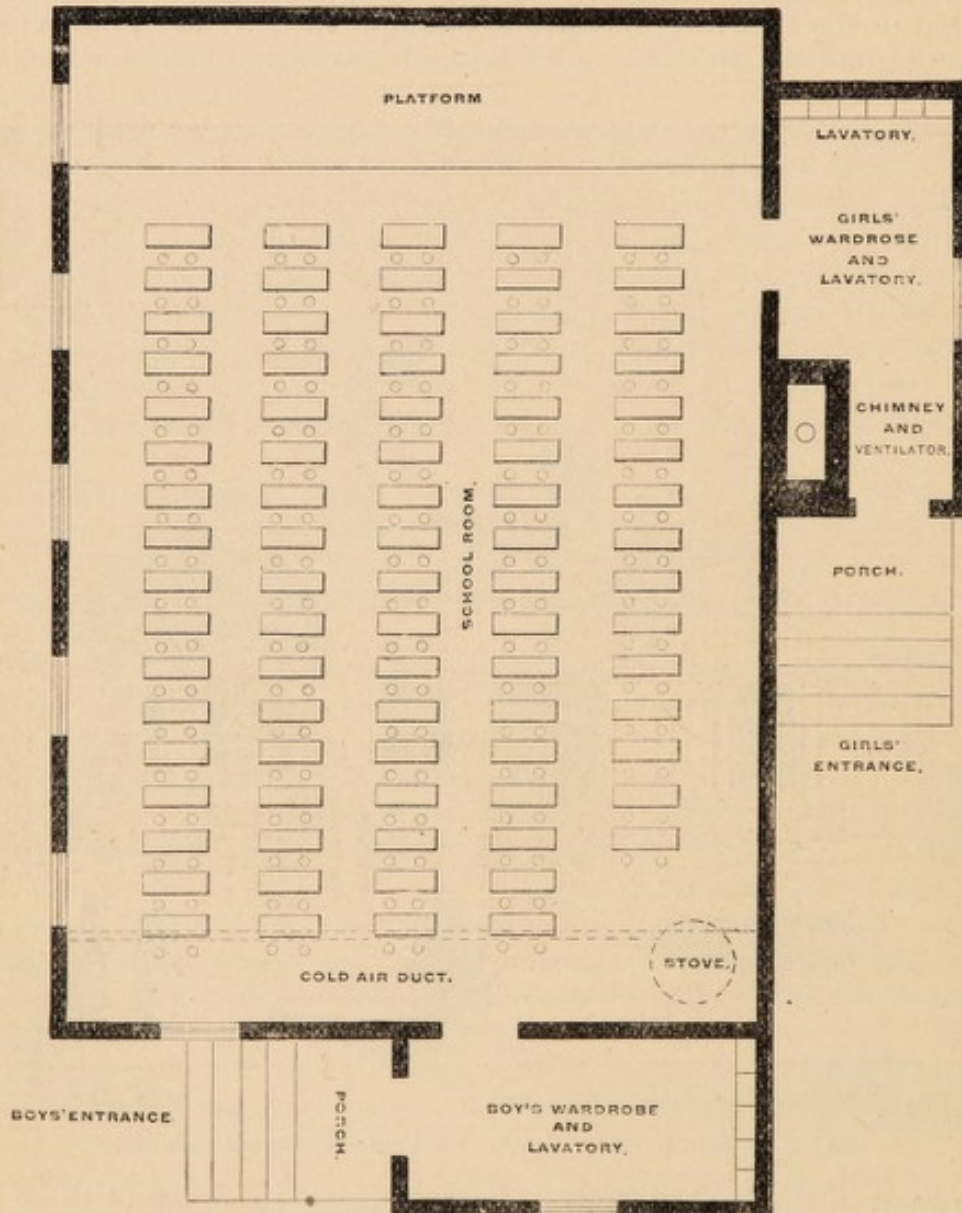 PLATFORM
LAVATORY.
GIRLS'
WARDROSE
AND
LAVATORY.
CHIMNEY
AND
VENTILATOR.
SCHOOL ROOM.
PORCH.
GIRLS'
ENTRANCE.
STOVE.
COLD AIR DUCT.
BOYS' ENTRANCE
PORCH.
BOY'S WARDROBE
AND
LAVATORY.